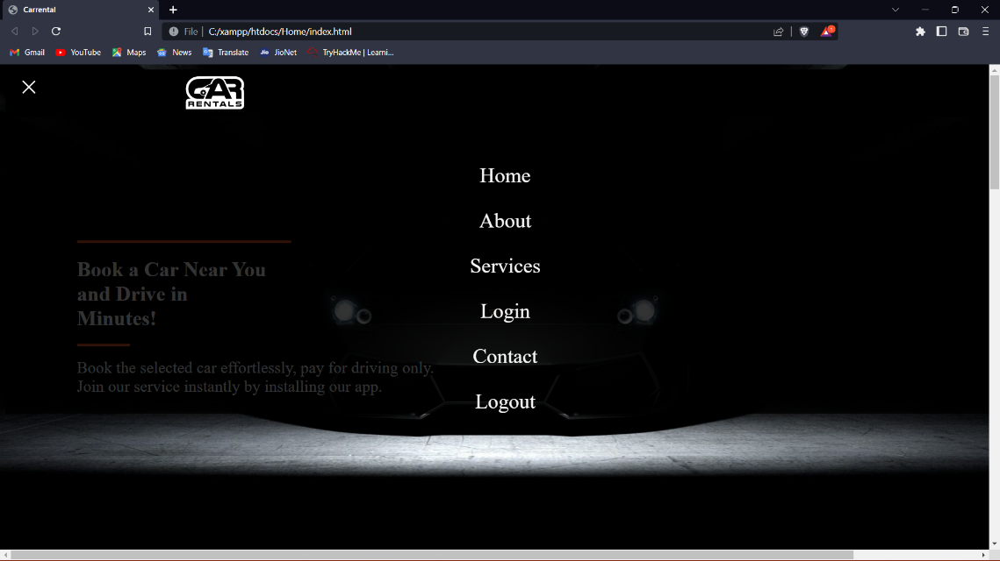 Carrental
File
C:/xampp/htdocs/Home/index.html
1
Gmail
YouTube
Maps
News
Translate
Jio
JioNet
TryHackMe | Learni...
CAR
RENTALS
Home
About
Services
Login
Contact
Logout
Book a Car Near You
and Drive in
Minutes!
Book the selected car effortlessly, pay for driving only.
Join our service instantly by installing our app.